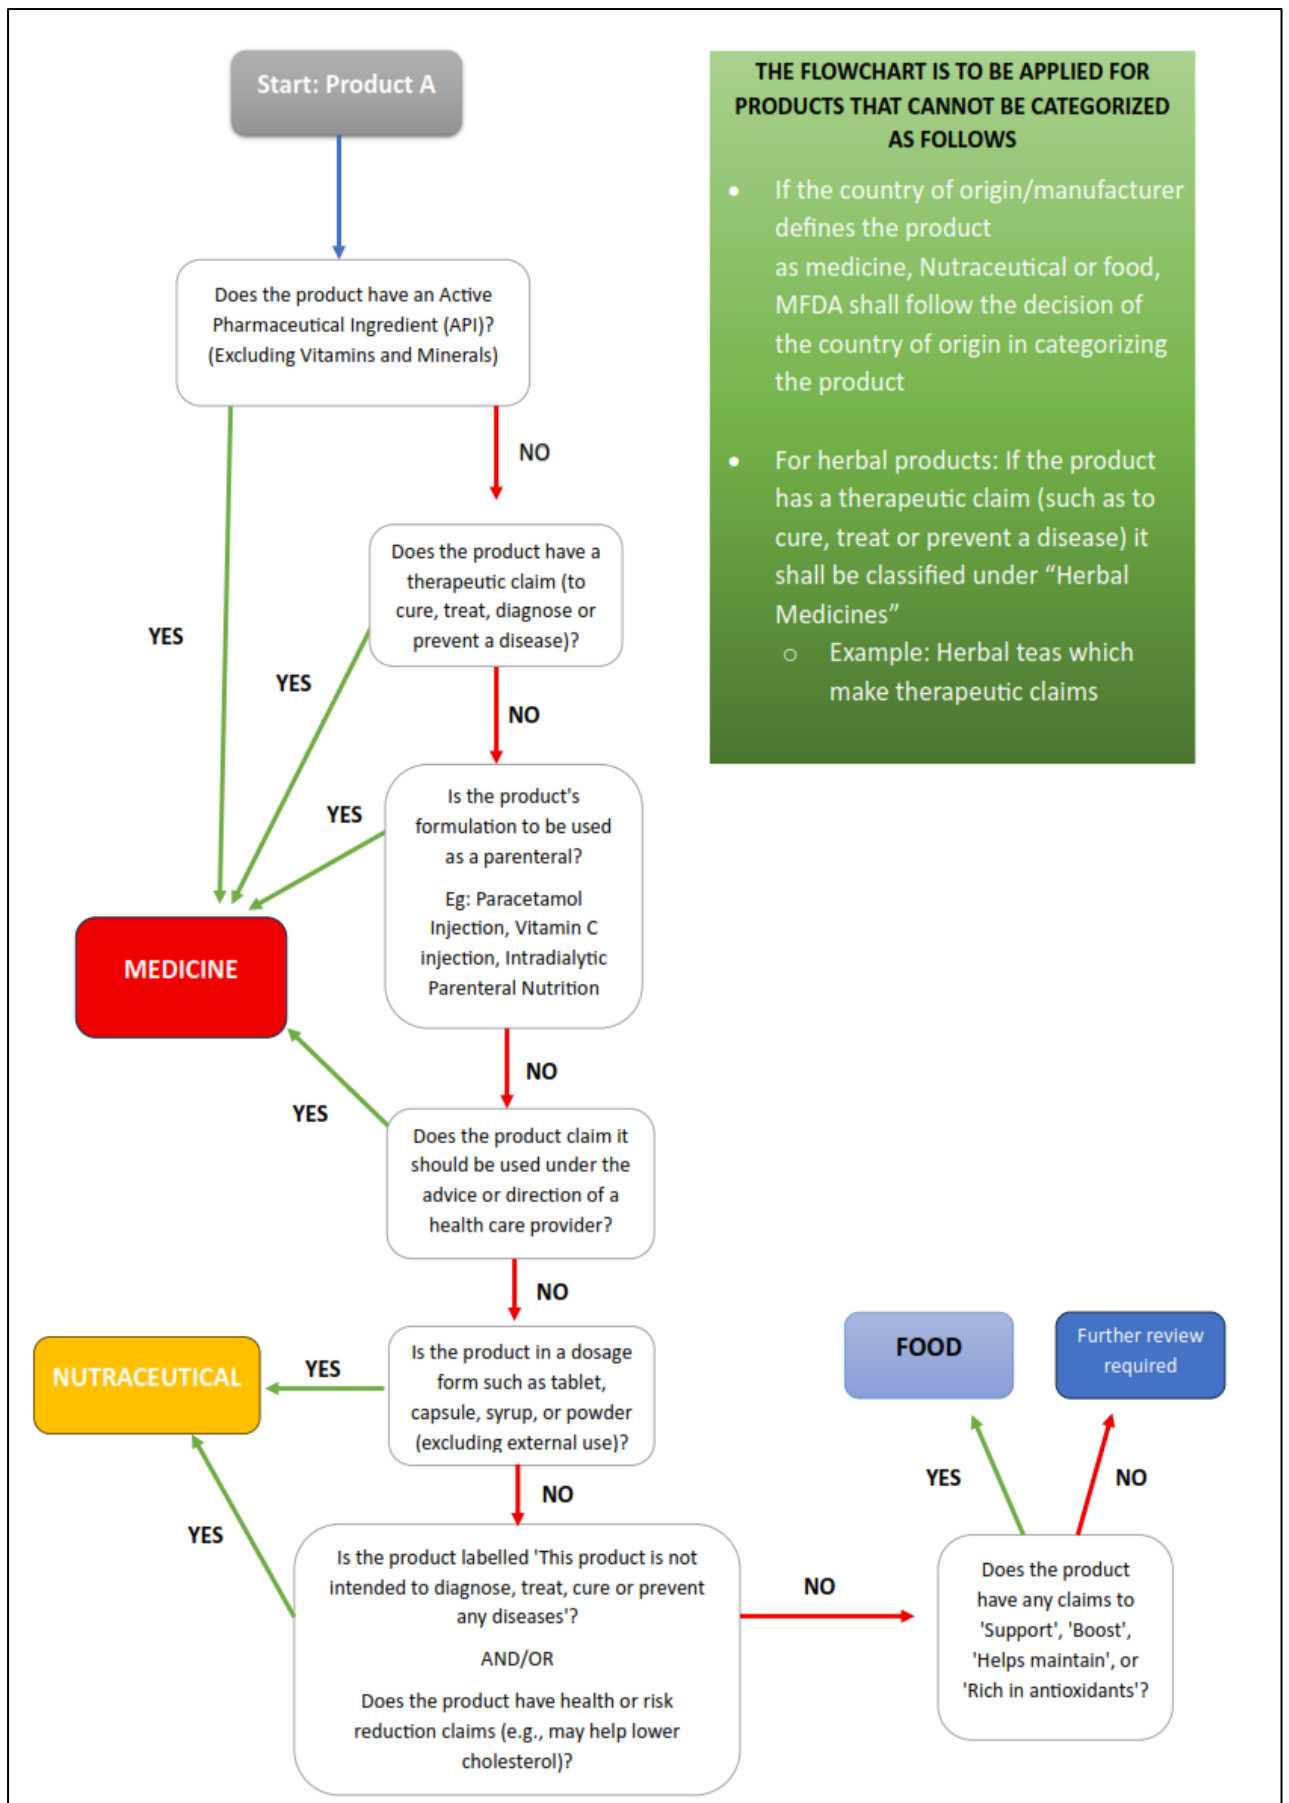 Start: Product A
THE FLOWCHART IS TO BE APPLIED FOR
PRODUCTS THAT CANNOT BE CATEGORIZED
AS FOLLOWS
• If the country of origin/manufacturer
defines the product
as medicine, Nutraceutical or food,
MFDA shall follow the decision of
the country of origin in categorizing
the product
• For herbal products: If the product
has a therapeutic claim (such as to
cure, treat or prevent a disease) it
shall be classified under “Herbal
Medicines”
o Example: Herbal teas which
make therapeutic claims
Does the product have an Active
Pharmaceutical Ingredient (API)?
(Excluding Vitamins and Minerals)
YES
NO
Does the product have a
therapeutic claim (to
cure, treat, diagnose or
prevent a disease)?
YES
NO
Is the product's
formulation to be used
as a parenteral?
Eg: Paracetamol
Injection, Vitamin C
injection, Intradialytic
Parenteral Nutrition
YES
MEDICINE
NO
Does the product claim it
should be used under the
advice or direction of a
health care provider?
YES
NO
Is the product in a dosage
form such as tablet,
capsule, syrup, or powder
(excluding external use)?
YES
NUTRACEUTICAL
NO
Is the product labelled 'This product is not
intended to diagnose, treat, cure or prevent
any diseases'?
AND/OR
Does the product have health or risk
reduction claims (e.g., may help lower
cholesterol)?
YES
NO
Does the product
have any claims to
'Support', 'Boost',
'Helps maintain', or
'Rich in antioxidants'?
YES
NO
FOOD
Further review
required